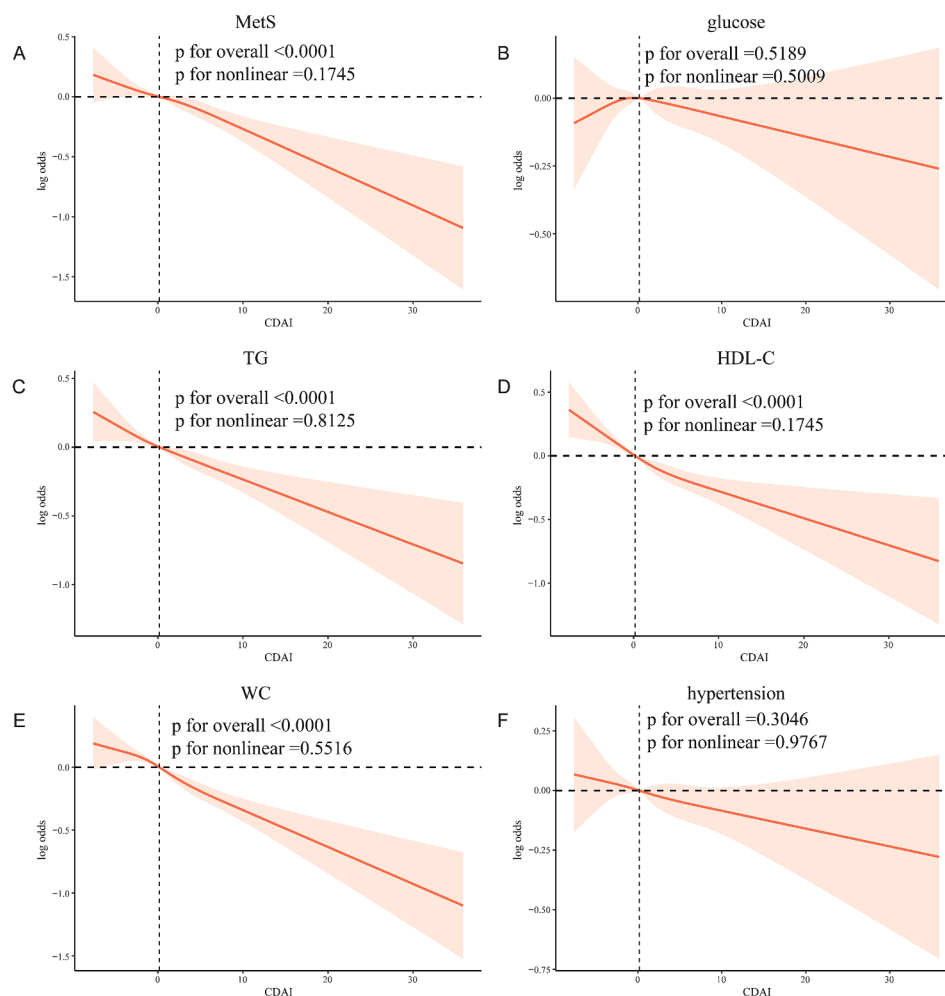 MetS
A
p for overall <0.0001
p for nonlinear =0.1745
0.5
0.0
−0.5
−1.0
−1.5
log odds
0
10
20
30
CDAI
glucose
B
p for overall =0.5189
p for nonlinear =0.5009
0.00
−0.25
−0.50
log odds
0
10
20
30
CDAI
TG
C
p for overall <0.0001
p for nonlinear =0.8125
0.5
0.0
−0.5
−1.0
log odds
0
10
20
30
CDAI
HDL-C
D
p for overall <0.0001
p for nonlinear =0.1745
0.5
0.0
−0.5
−1.0
log odds
0
10
20
30
CDAI
WC
E
p for overall <0.0001
p for nonlinear =0.5516
0.5
0.0
−0.5
−1.0
−1.5
log odds
0
10
20
30
CDAI
hypertension
F
p for overall =0.3046
p for nonlinear =0.9767
0.25
0.00
−0.25
−0.50
−0.75
log odds
0
10
20
30
CDAI